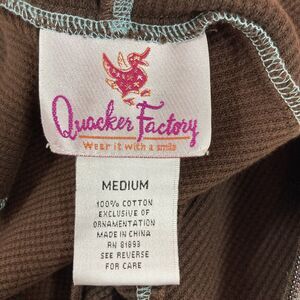 Quacker Factory
Wear it with a smile
MEDIUM
100% COTTON
EXCLUSIVE OF
ORNAMENTATION
MADE IN CHINA
RN 81893
SEE REVERSE
FOR CARE